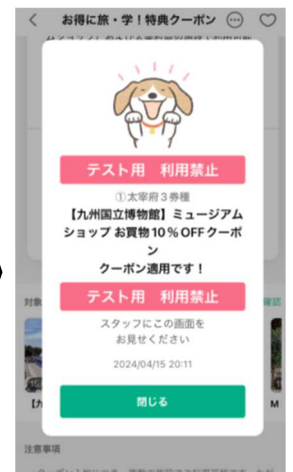 お得に旅・学！特典クーポン
テスト用 利用禁止
①太宰府３券種
【九州国立博物館】ミュージアム
ショップ お買物10％OFFクーポ
ン
クーポン適用です！
テスト用 利用禁止
対象
確認
スタッフにこの画面を
お見せください
2024/04/15 20:11
閉じる
【九
M
注意事項